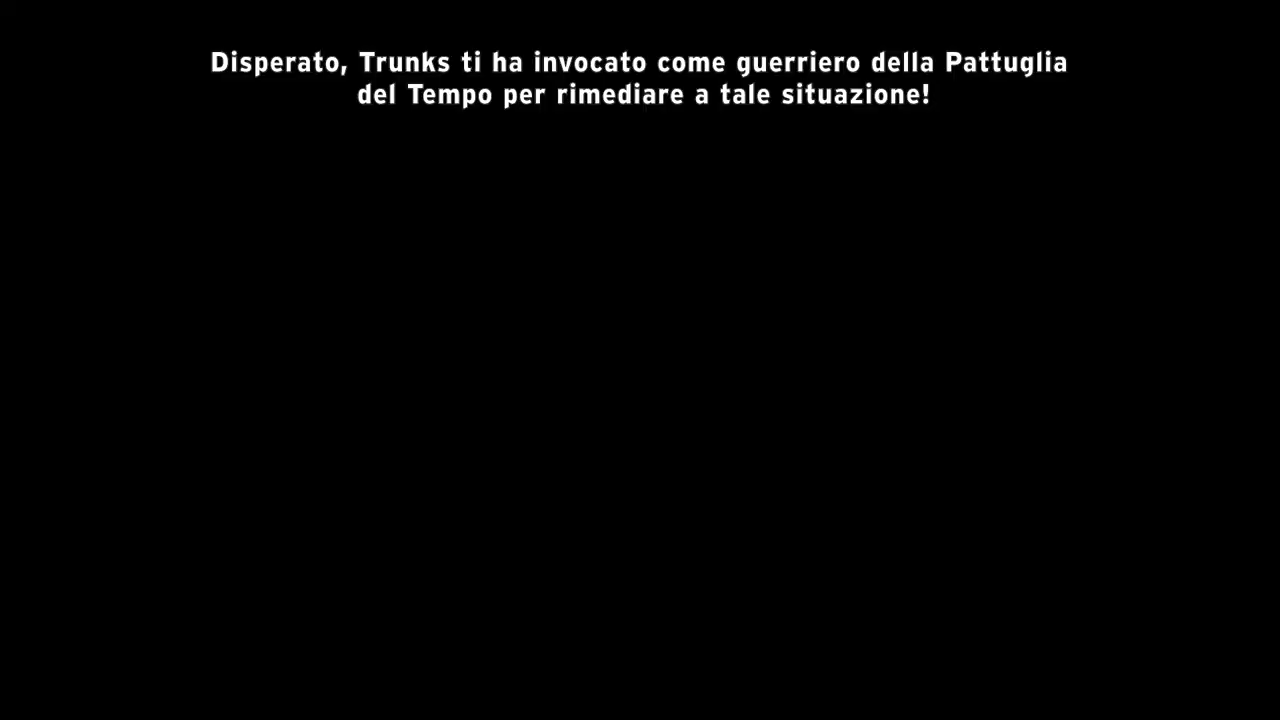 Disperato, Trunks ti ha invocato come guerriero della Pattuglia
del Tempo per rimediare a tale situazione!